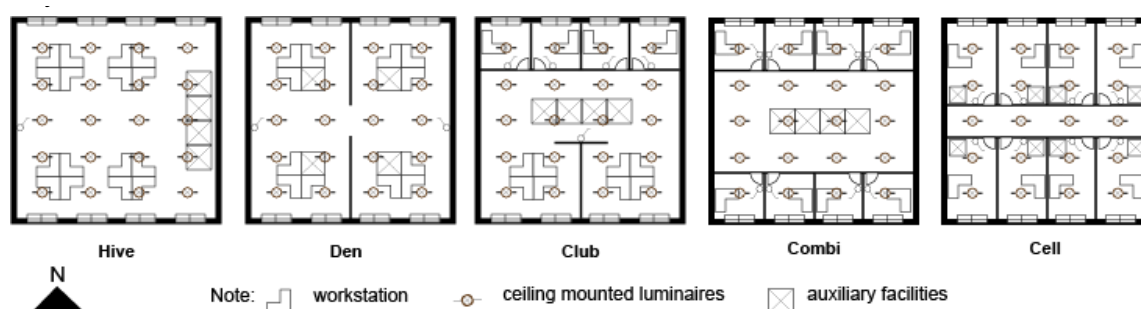 Hive Den Club Combi Cell
N
Note: workstation ceiling mounted luminaires auxiliary facilities